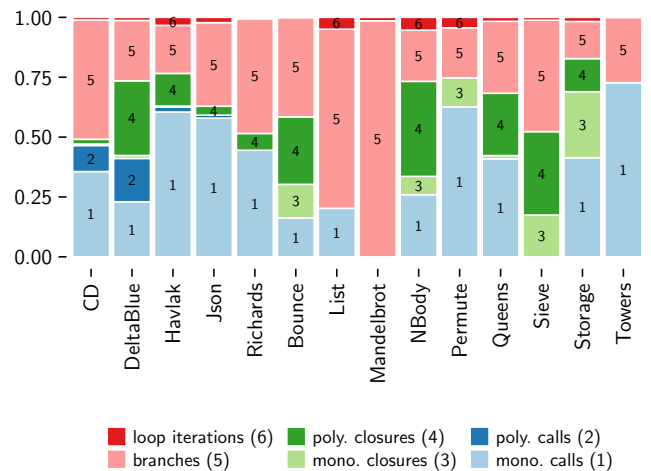 1.00
0.75
0.50
0.25
0.00
5 2 1
5 4 2 1
6 5 4 1
5 4 1
5 4 1
5 4 3 1
6 5 1
5
6 5 4 3 1
6 5 3 1
5 4 1
5 4 3
5 4 3 1
5 1
CD
DeltaBlue
Havlak
Json
Richards
Bounce
List
Mandelbrot
NBody
Permute
Queens
Sieve
Storage
Towers
loop iterations (6) poly. closures (4) poly. calls (2)
branches (5) mono. closures (3) mono. calls (1)